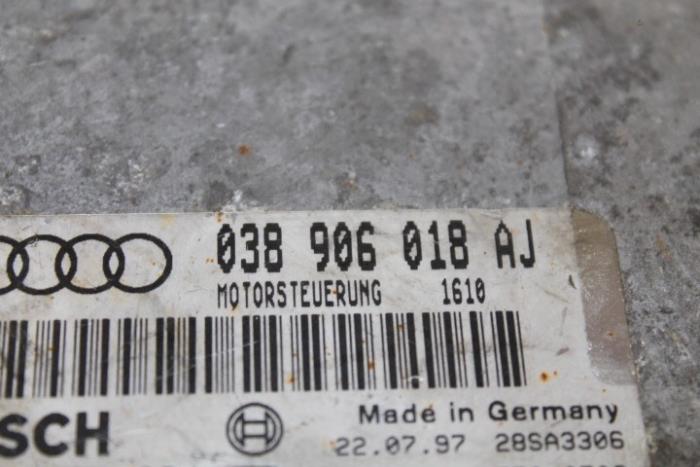 038 906 018 AJ
MOTORSTEUERUNG 1610
SCH Made in Germany
22.07.97 28SA3306